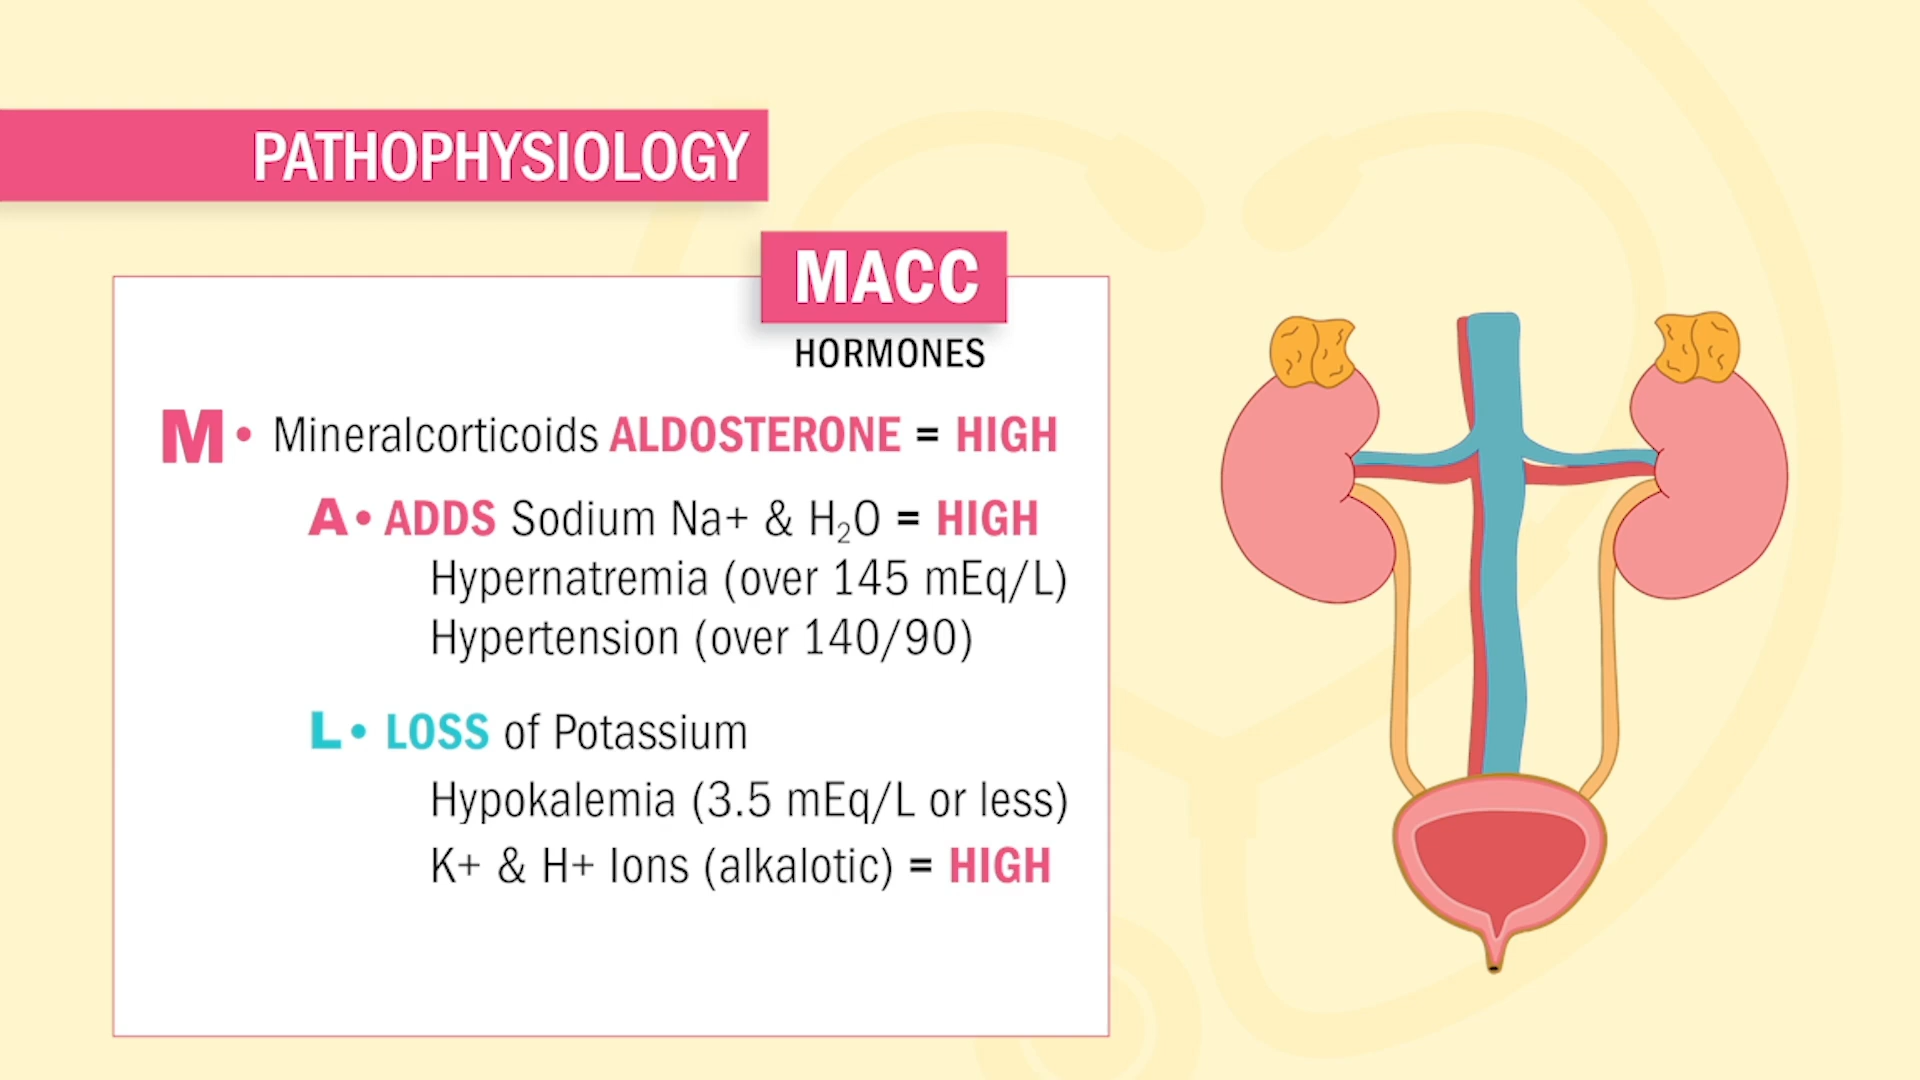 PATHOPHYSIOLOGY
MACC
HORMONES
M• Mineralcorticoids ALDOSTERONE = HIGH
A• ADDS Sodium Na+ & H₂O = HIGH
Hypernatremia (over 145 mEq/L)
Hypertension (over 140/90)
L• LOSS of Potassium
Hypokalemia (3.5 mEq/L or less)
K+ & H+ Ions (alkalotic) = HIGH